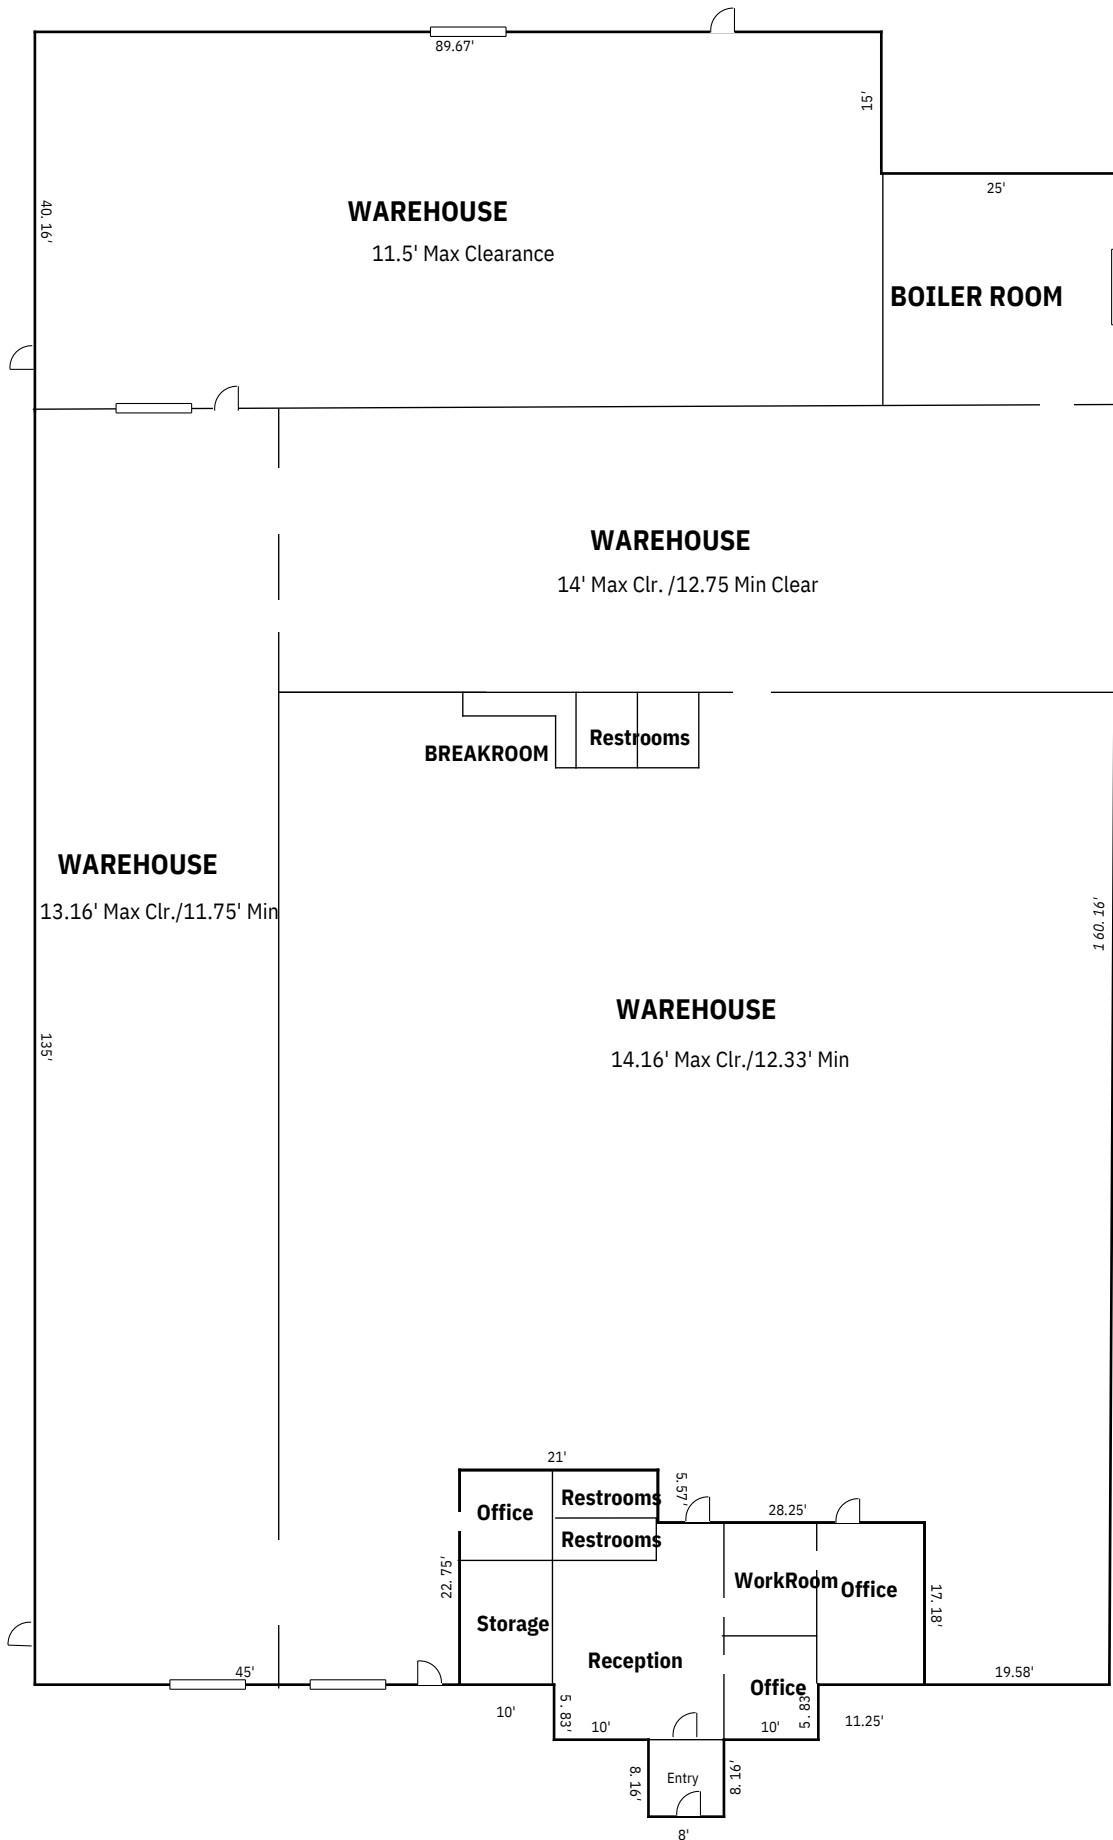 89.67'
15'
25'
40. 16'
WAREHOUSE
11.5' Max Clearance
BOILER ROOM
WAREHOUSE
14' Max Clr. /12.75 Min Clear
Restrooms
BREAKROOM
WAREHOUSE
13.16' Max Clr./11.75' Min
1 60. 16'
WAREHOUSE
14.16' Max Clr./12.33' Min
135'
21'
5.57'
28.25'
Office
Restrooms
Restrooms
22. 75'
WorkRoom
Office
17. 18'
Storage
Reception
45'
19.58'
Office
10'
5. 83'
10'
10'
5. 83
11.25'
8. 16'
Entry
8. 16'
8'